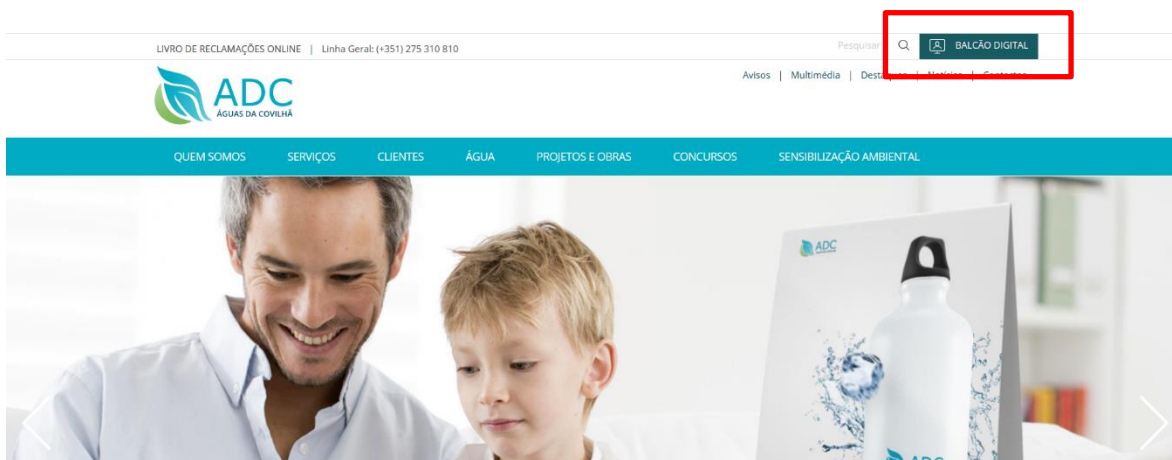 LIVRO DE RECLAMAÇÕES ONLINE | Linha Geral: (+351) 275 310 810
Pesquisar
BALCÃO DIGITAL
Avisos | Multimédia | Destaques | Notícias | Contactos
ADC
ÁGUAS DA COVILHÃ
QUEM SOMOS SERVIÇOS CLIENTES ÁGUA PROJETOS E OBRAS CONCURSOS SENSIBILIZAÇÃO AMBIENTAL
ADC
ADC